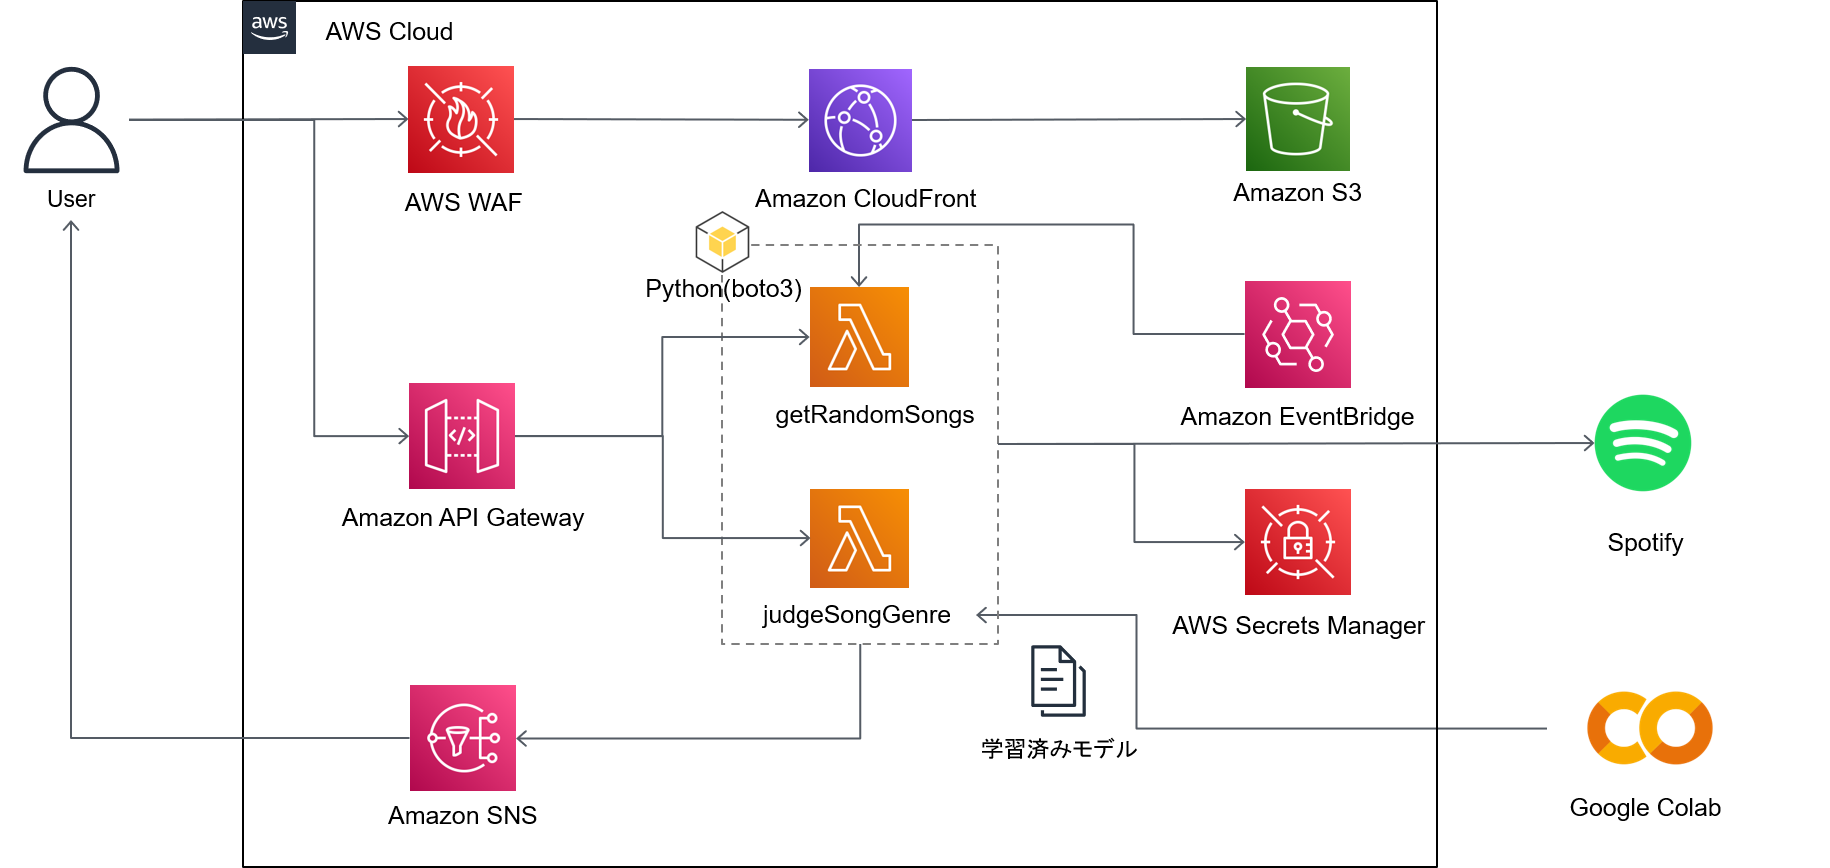 aws
AWS Cloud
User
AWS WAF
Amazon CloudFront
Amazon S3
Python(boto3)
getRandomSongs
Amazon EventBridge
Amazon API Gateway
Spotify
judgeSongGenre
AWS Secrets Manager
学習済みモデル
Amazon SNS
Google Colab